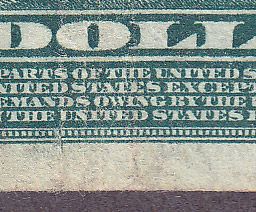 DOLL
PARTS OF THE UNITED S
UNITED STATES EXCEPT
DEMANDS OWING BY THE U
THE UNITED STATES